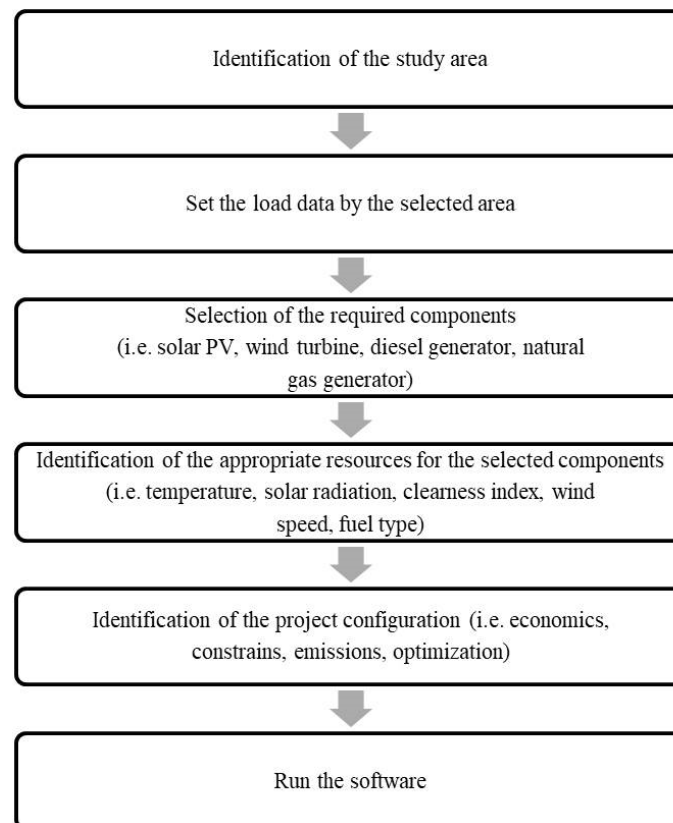 Identification of the study area
Set the load data by the selected area
Selection of the required components
(i.e. solar PV, wind turbine, diesel generator, natural
gas generator)
Identification of the appropriate resources for the selected components
(i.e. temperature, solar radiation, clearness index, wind
speed, fuel type)
Identification of the project configuration (i.e. economics,
constrains, emissions, optimization)
Run the software